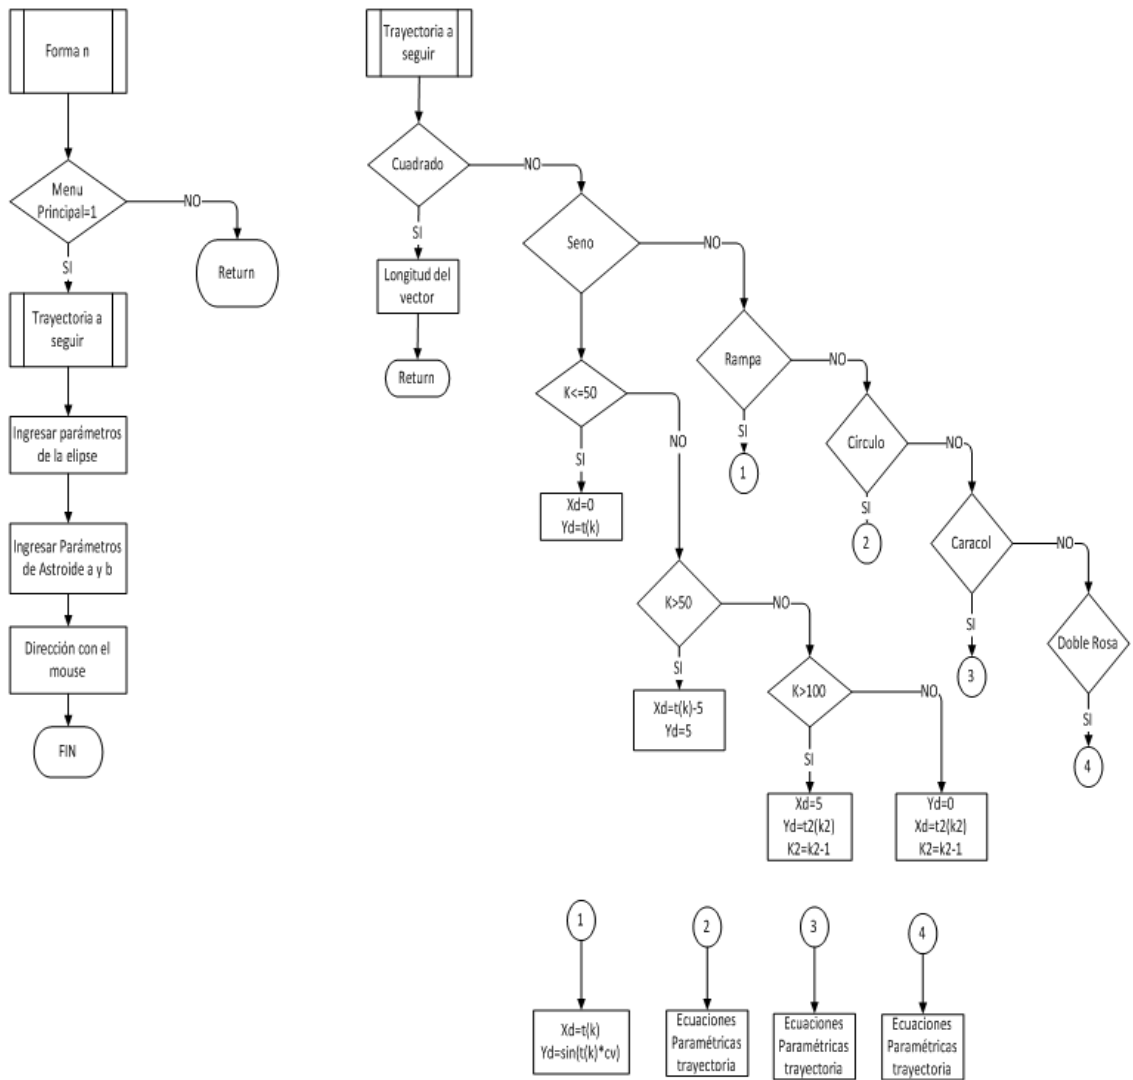 Forma n
Menu
Principal=1
NO
Return
SI
Trayectoria a
seguir
Ingresar parámetros
de la elipse
Ingresar Parámetros
de Astroide a y b
Dirección con el
mouse
FIN
Trayectoria a
seguir
Cuadrado
NO
SI
Longitud del
vector
Return
Seno
NO
K<=50
NO
SI
Xd=0
Yd=t(k)
Rampa
NO
SI
1
Círculo
NO
SI
2
Caracol
NO
SI
3
Doble Rosa
SI
4
K>50
NO
SI
Xd=t(k)-5
Yd=5
K>100
NO
SI
Xd=5
Yd=t2(k2)
K2=k2-1
Yd=0
Xd=t2(k2)
K2=k2-1
1
Xd=t(k)
Yd=sin(t(k)*cv)
2
Ecuaciones
Paramétricas
trayectoria
3
Ecuaciones
Paramétricas
trayectoria
4
Ecuaciones
Paramétricas
trayectoria